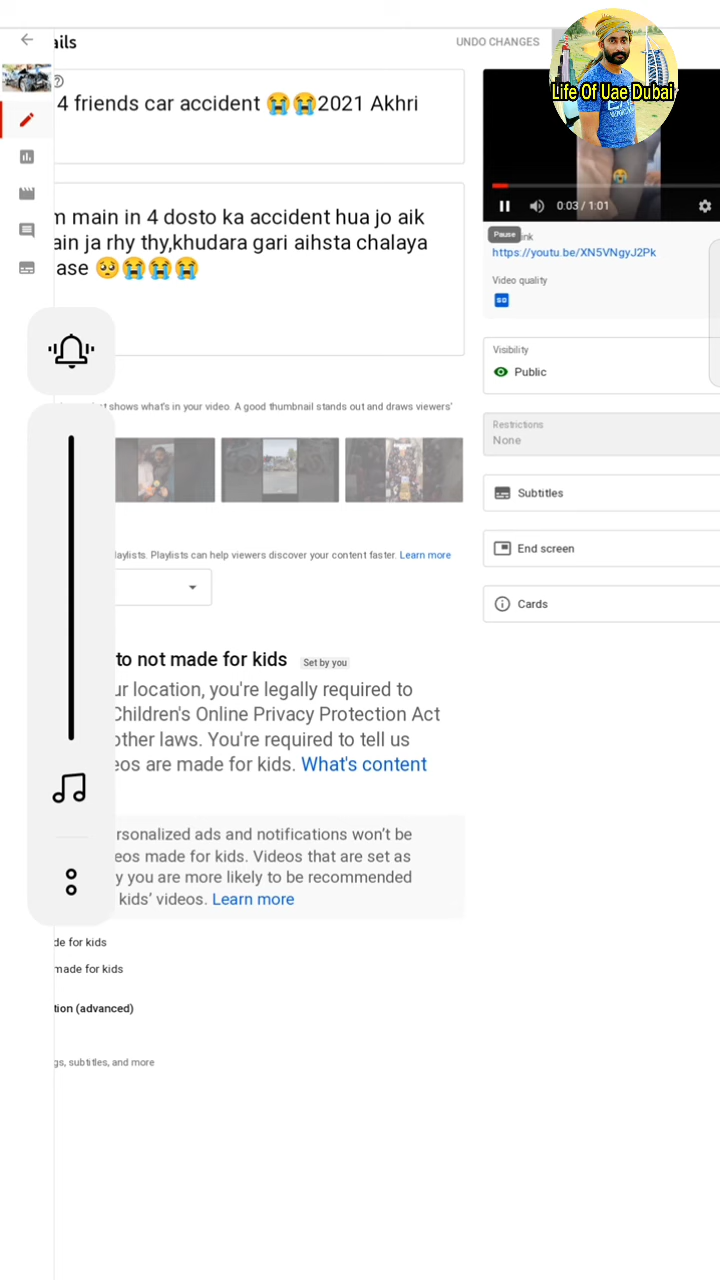 ails
UNDO CHANGES
Life Of Uae Dubai
4 friends car accident 😭😭2021 Akhri
main in 4 dosto ka accident hua jo aik
ja rhy thy,khudara gari aihsta chalaya
ase 🥺😭😭😭
0:03 / 1:01
Pause
ink
https://youtu.be/XN5VNgyJ2Pk
Video quality
SD
Visibility
Public
Restrictions
None
shows what's in your video. A good thumbnail stands out and draws viewers'
Subtitles
End screen
Cards
laylists. Playlists can help viewers discover your content faster. Learn more
to not made for kids Set by you
ur location, you're legally required to
Children's Online Privacy Protection Act
other laws. You're required to tell us
eos are made for kids. What's content
rsonalized ads and notifications won't be
eos made for kids. Videos that are set as
y you are more likely to be recommended
kids' videos. Learn more
de for kids
made for kids
tion (advanced)
gs, subtitles, and more